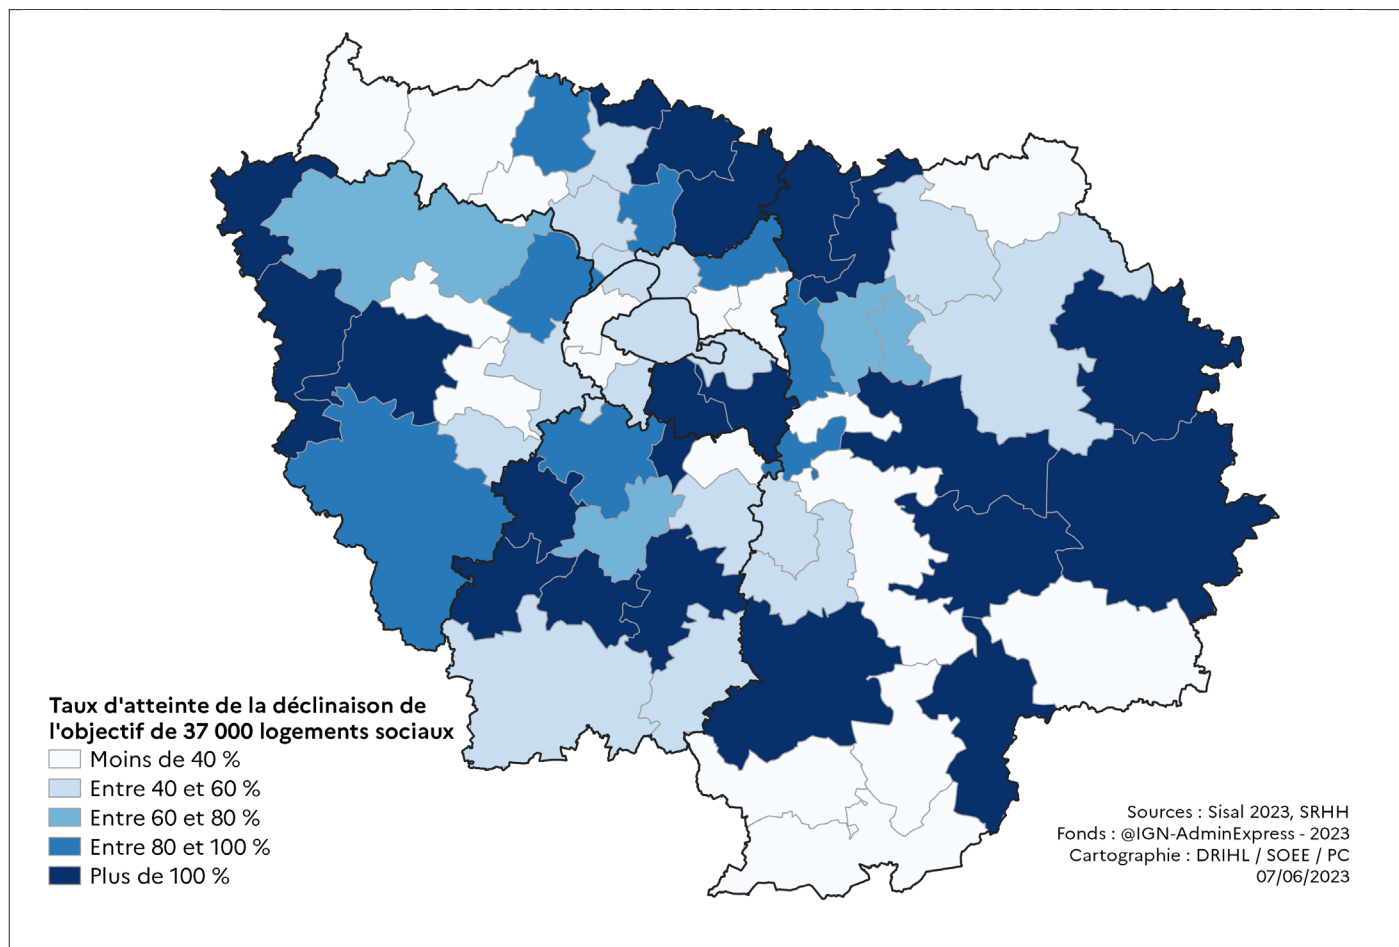 Taux d'atteinte de la déclinaison de
l'objectif de 37 000 logements sociaux
Moins de 40 %
Entre 40 et 60 %
Entre 60 et 80 %
Entre 80 et 100 %
Plus de 100 %
Sources : Sisal 2023, SRHH
Fonds : @IGN-AdminExpress - 2023
Cartographie : DRIHL / SOEE / PC
07/06/2023